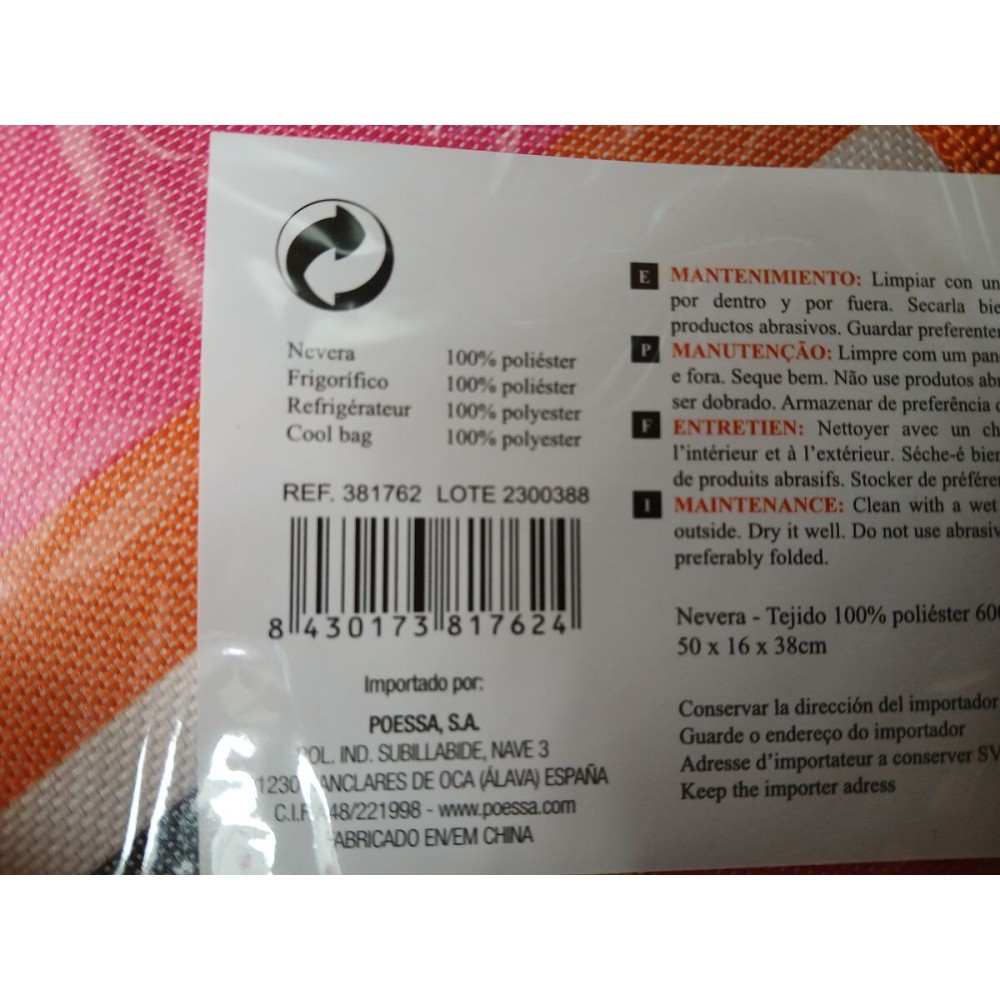 Nevera 100% poliéster
Frigorífico 100% poliéster
Refrigérateur 100% polyester
Cool bag 100% polyester
REF. 381762 LOTE 2300388
8 430173 817624
Importado por:
POESSA, S.A.
POL. IND. SUBILLABIDE, NAVE 3
ANCLARES DE OCA (ÁLAVA) ESPAÑA
48/221998 - www.poessa.com
FABRICADO EN/EM CHINA
E MANTENIMIENTO: Limpiar con un
por dentro y por fuera. Secarla bie
productos abrasivos. Guardar preferente
P MANUTENÇÃO: Limpre com um pan
e fora. Seque bem. Não use produtos abr
ser dobrado. Armazenar de preferência
F ENTRETIEN: Nettoyer avec un ch
l'intérieur et à l'extérieur. Séche-é bien
de produits abrasifs. Stocker de préfére
I MAINTENANCE: Clean with a wet
outside. Dry it well. Do not use abrasiv
preferably folded.
Nevera - Tejido 100% poliéster 600
50 x 16 x 38cm
Conservar la dirección del importador
Guarde o endereço do importador
Adresse d'importateur a conserver SV
Keep the importer adress